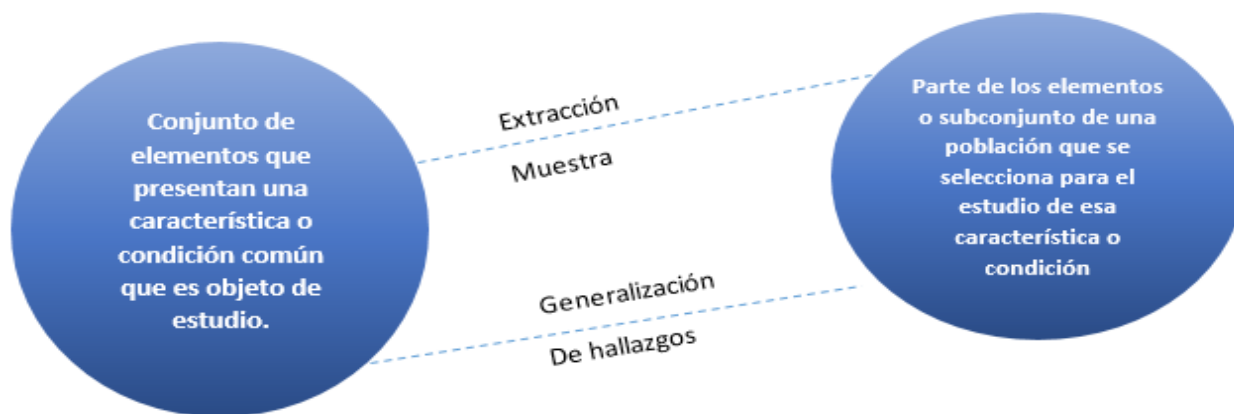 Conjunto de
elementos que
presentan una
característica o
condición común
que es objeto de
estudio.
Extracción
Muestra
Generalización
De hallazgos
Parte de los elementos
o subconjunto de una
población que se
selecciona para el
estudio de esa
característica o
condición